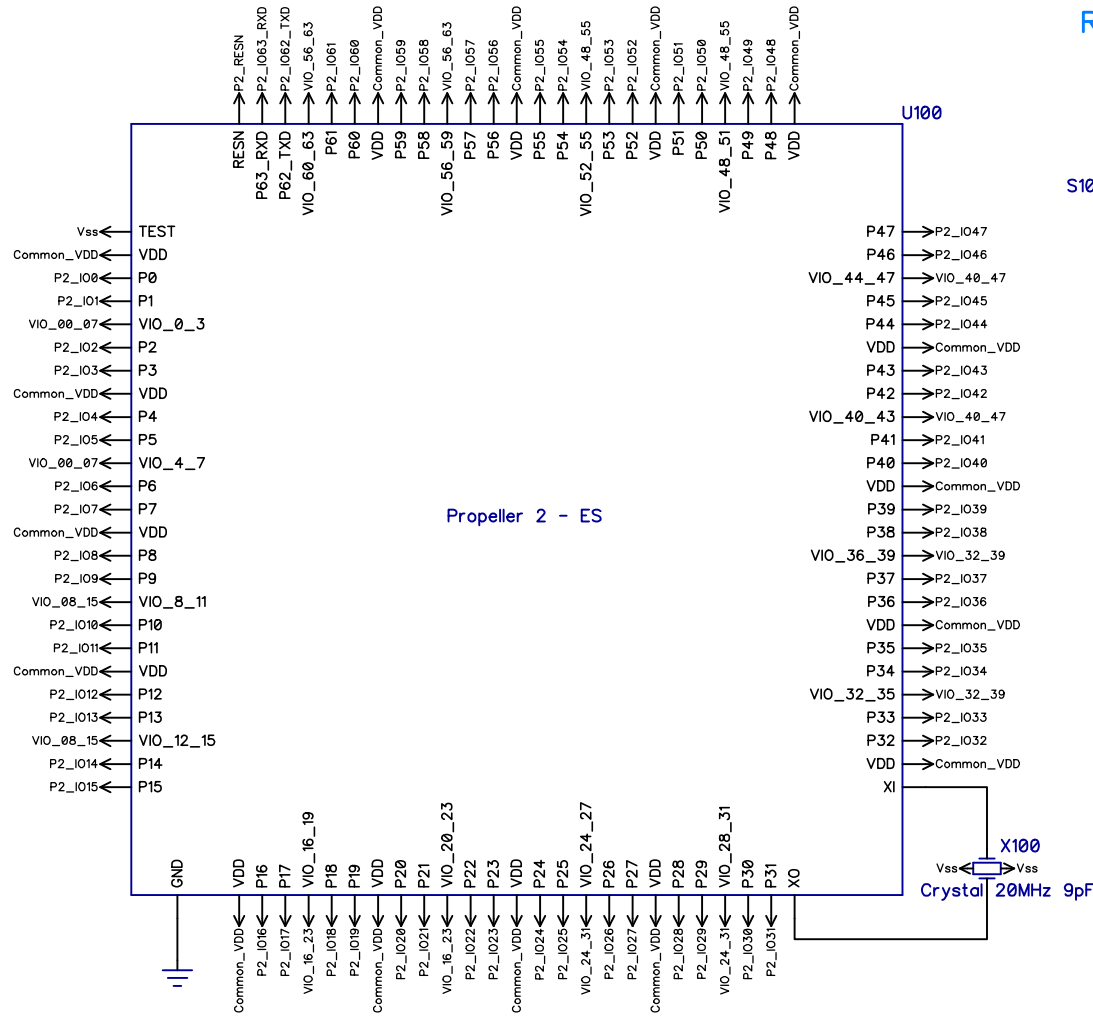 P2_RESN
P2_IO63_RXD
P2_IO62_TXD
VIO_56_63
P2_IO61
P2_IO60
Common_VDD
P2_IO59
P2_IO58
VIO_56_63
P2_IO57
P2_IO56
Common_VDD
P2_IO55
P2_IO54
VIO_48_55
P2_IO53
P2_IO52
Common_VDD
P2_IO51
P2_IO50
VIO_48_55
P2_IO49
P2_IO48
Common_VDD
U100
RESN
P63_RXD
P62_TXD
VIO_60_63
P61
P60
VDD
P59
P58
VIO_56_59
P57
P56
VDD
P55
P54
VIO_52_55
P53
P52
VDD
P51
P50
VIO_48_51
P49
P48
VDD
S10
Vss TEST
Common_VDD VDD
P2_IO0 P0
P2_IO1 P1
VIO_00_07 VIO_0_3
P2_IO2 P2
P2_IO3 P3
Common_VDD VDD
P2_IO4 P4
P2_IO5 P5
VIO_00_07 VIO_4_7
P2_IO6 P6
P2_IO7 P7
Common_VDD VDD
P2_IO8 P8
P2_IO9 P9
VIO_08_15 VIO_8_11
P2_IO10 P10
P2_IO11 P11
Common_VDD VDD
P2_IO12 P12
P2_IO13 P13
VIO_08_15 VIO_12_15
P2_IO14 P14
P2_IO15 P15
Propeller 2 - ES
P47 P2_IO47
P46 P2_IO46
VIO_44_47 VIO_40_47
P45 P2_IO45
P44 P2_IO44
VDD Common_VDD
P43 P2_IO43
P42 P2_IO42
VIO_40_43 VIO_40_47
P41 P2_IO41
P40 P2_IO40
VDD Common_VDD
P39 P2_IO39
P38 P2_IO38
VIO_36_39 VIO_32_39
P37 P2_IO37
P36 P2_IO36
VDD Common_VDD
P35 P2_IO35
P34 P2_IO34
VIO_32_35 VIO_32_39
P33 P2_IO33
P32 P2_IO32
VDD Common_VDD
XI
X100
Vss Vss
Crystal 20MHz 9pF
GND
VDD
P16
P17
VIO_16_19
P18
P19
VDD
P20
P21
VIO_20_23
P22
P23
VDD
P24
P25
VIO_24_27
P26
P27
VDD
P28
P29
VIO_28_31
P30
P31
XO
Common_VDD
P2_IO16
P2_IO17
VIO_16_23
P2_IO18
P2_IO19
Common_VDD
P2_IO20
P2_IO21
VIO_16_23
P2_IO22
P2_IO23
Common_VDD
P2_IO24
P2_IO25
VIO_24_31
P2_IO26
P2_IO27
Common_VDD
P2_IO28
P2_IO29
VIO_24_31
P2_IO30
P2_IO31